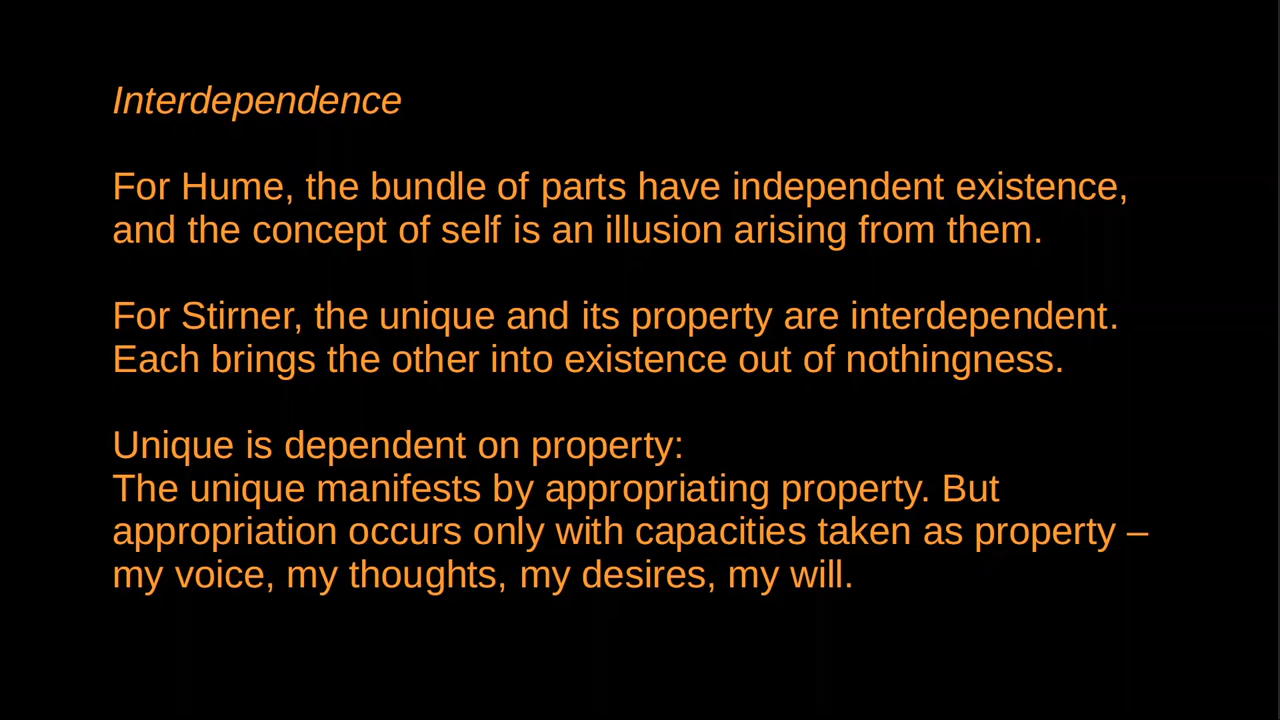 Interdependence
For Hume, the bundle of parts have independent existence,
and the concept of self is an illusion arising from them.
For Stirner, the unique and its property are interdependent.
Each brings the other into existence out of nothingness.
Unique is dependent on property:
The unique manifests by appropriating property. But
appropriation occurs only with capacities taken as property –
my voice, my thoughts, my desires, my will.